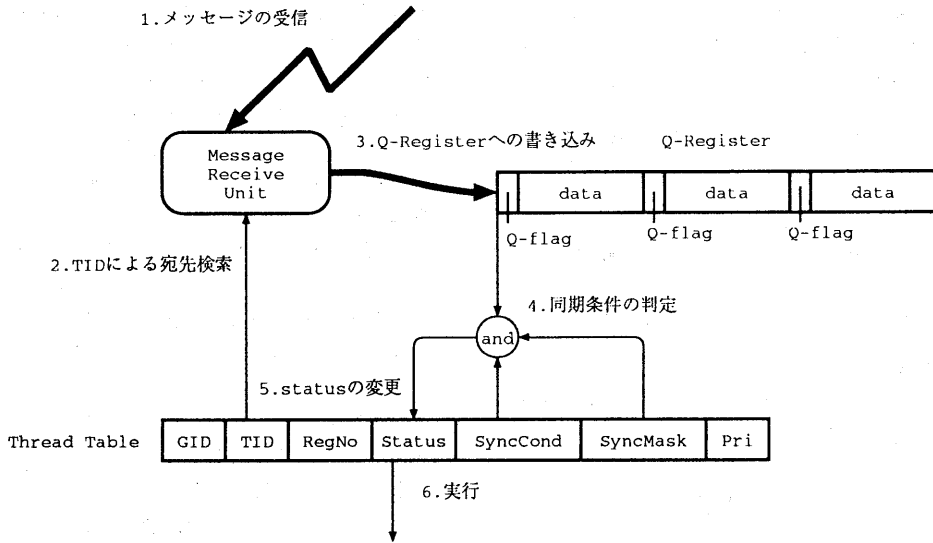 1.メッセージの受信
Message
Receive
Unit
3.Q-Registerへの書き込み
Q-Register
data
data
data
Q-flag
Q-flag
Q-flag
2.TIDによる宛先検索
4.同期条件の判定
and
5.statusの変更
Thread Table
GID
TID
RegNo
Status
SyncCond
SyncMask
Pri
6.実行